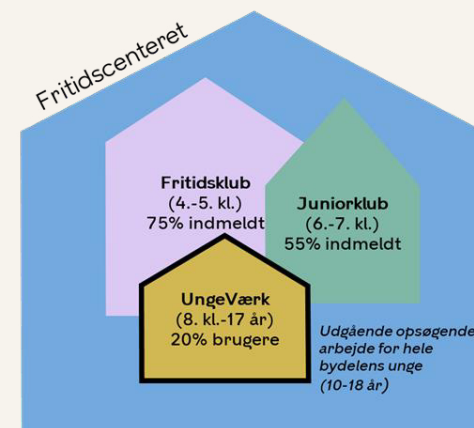 Fritidscenteret
Fritidsklub
(4.-5. kl.)
75% indmeldt
Juniorklub
(6.-7. kl.)
55% indmeldt
UngeVærk
(8. kl.-17 år)
20% brugere
Udgående opsøgende
arbejde for hele
bydelens unge
(10-18 år)